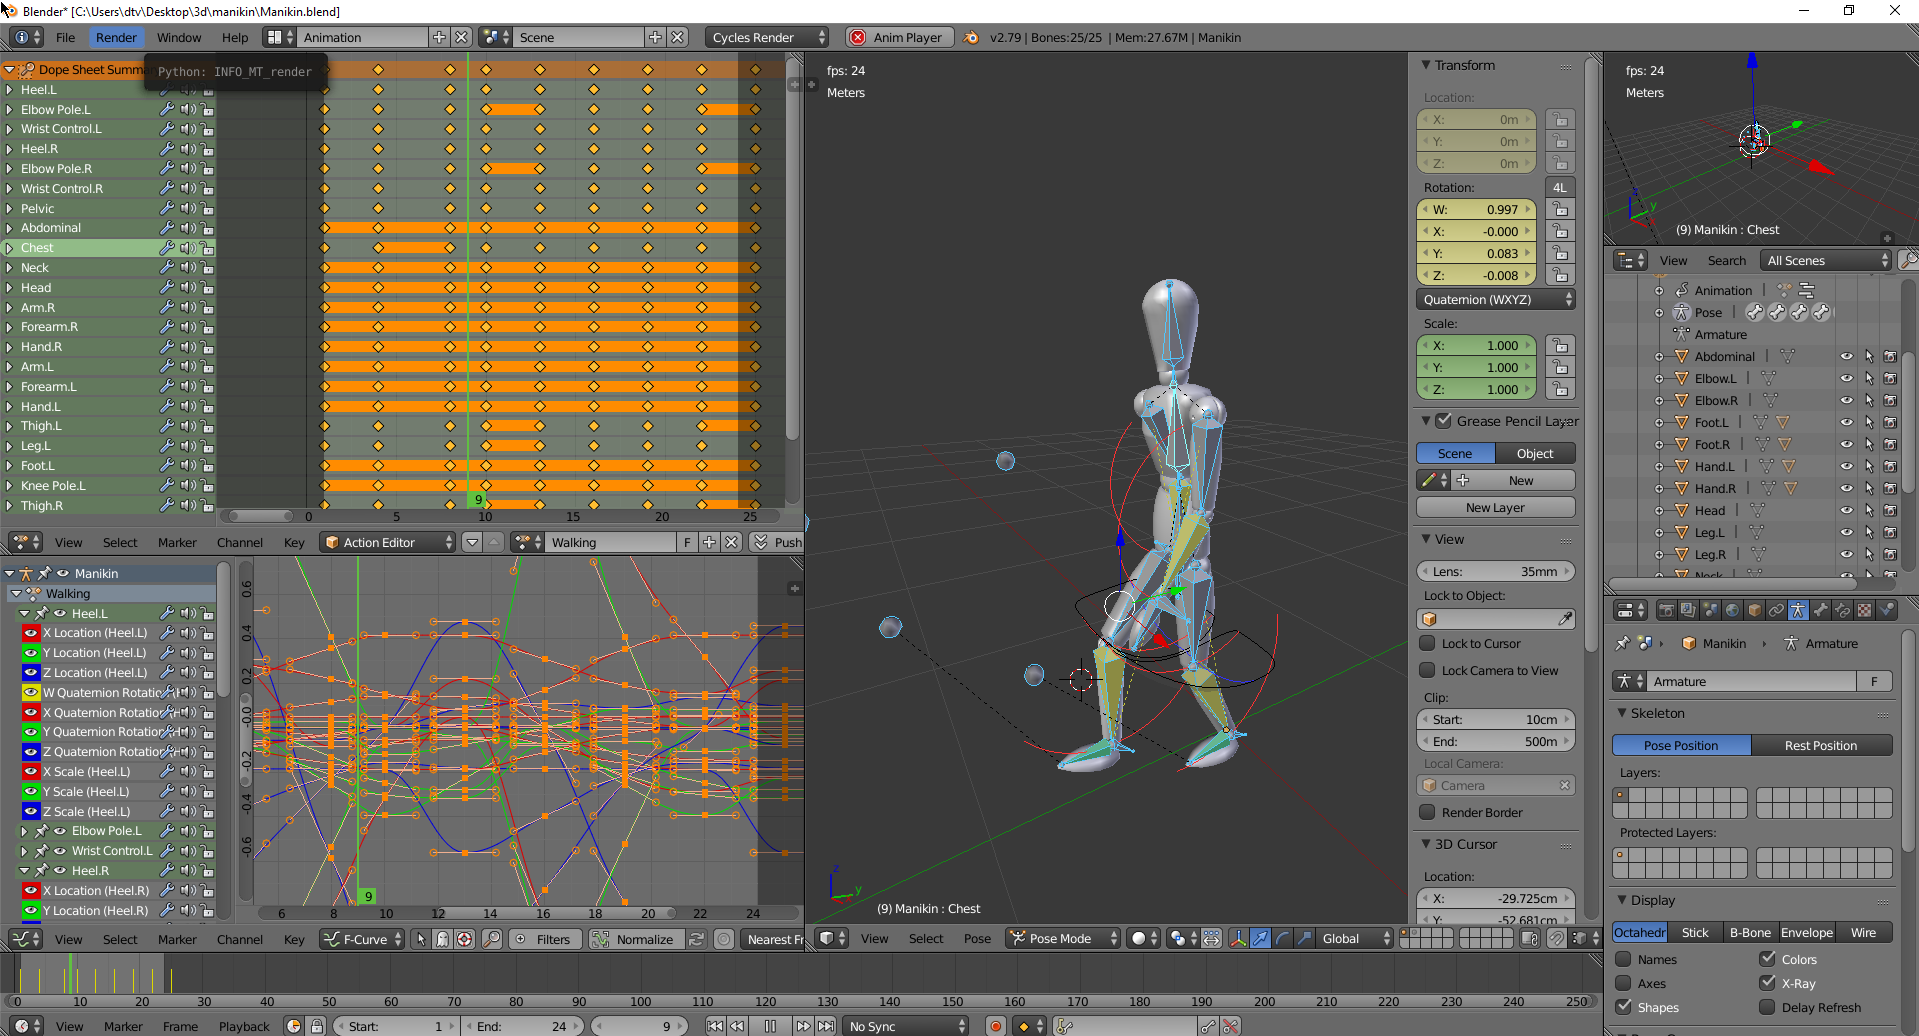 Blender* [C:\Users\dtv\Desktop\3d\manikin\Manikin.blend]
File Render Window Help Animation Scene Cycles Render Anim Player v2.79 | Bones:25/25 | Mem:27.67M | Manikin
Dope Sheet Summa
Python: INFO_MT_render
Heel.L
Elbow Pole.L
Wrist Control.L
Heel.R
Elbow Pole.R
Wrist Control.R
Pelvic
Abdominal
Chest
Neck
Head
Arm.R
Forearm.R
Hand.R
Arm.L
Forearm.L
Hand.L
Thigh.L
Leg.L
Foot.L
Knee Pole.L
Thigh.R
9
0 5 10 15 20 25
View Select Marker Channel Key Action Editor Walking F Push
Manikin
Walking
Heel.L
X Location (Heel.L)
Y Location (Heel.L)
Z Location (Heel.L)
W Quaternion Rotatio
X Quaternion Rotatio
Y Quaternion Rotatio
Z Quaternion Rotatio
X Scale (Heel.L)
Y Scale (Heel.L)
Z Scale (Heel.L)
Elbow Pole.L
Wrist Control.L
Heel.R
X Location (Heel.R)
Y Location (Heel.R)
0.6
0.4
0.2
-0.0
-0.2
-0.4
-0.6
9
6 8 10 12 14 16 18 20 22 24
View Select Marker Channel Key F-Curve Filters Normalize Nearest Fr
fps: 24
Meters
z
y
(9) Manikin : Chest
View Select Pose Pose Mode Global
Transform
Location:
X: 0m
Y: 0m
Z: 0m
Rotation: 4L
W: 0.997
X: -0.000
Y: 0.083
Z: -0.008
Quaternion (WXYZ)
Scale:
X: 1.000
Y: 1.000
Z: 1.000
Grease Pencil Layer
Scene Object
New
New Layer
View
Lens: 35mm
Lock to Object:
Lock to Cursor
Lock Camera to View
Clip:
Start: 10cm
End: 500m
Local Camera:
Camera
Render Border
3D Cursor
Location:
X: -29.725cm
Y: -52.681cm
fps: 24
Meters
z
y
(9) Manikin : Chest
View Search All Scenes
Animation
Pose
Armature
Abdominal
Elbow.L
Elbow.R
Foot.L
Foot.R
Hand.L
Hand.R
Head
Leg.L
Leg.R
Neck
Manikin Armature
Armature F
Skeleton
Pose Position Rest Position
Layers:
Protected Layers:
Display
Octahedr Stick B-Bone Envelope Wire
Names Colors
Axes X-Ray
Shapes Delay Refresh
0 10 20 30 40 50 60 70 80 90 100 110 120 130 140 150 160 170 180 190 200 210 220 230 240 250
View Marker Frame Playback Start: 1 End: 24 9 No Sync